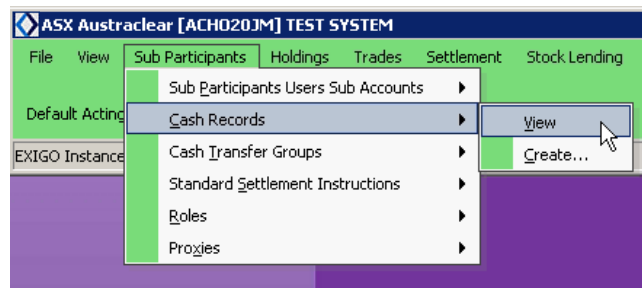 ASX Austraclear [ACHO20JM] TEST SYSTEM
File View Sub Participants Holdings Trades Settlement Stock Lending
Sub Participants Users Sub Accounts
Default Acting
Cash Records
View
EXIGO Instance
Cash Transfer Groups
Create...
Standard Settlement Instructions
Roles
Proxies